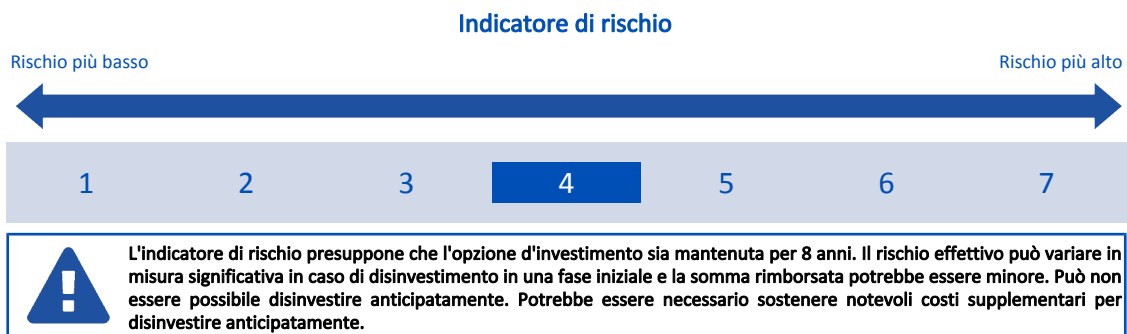 Indicatore di rischio
Rischio più basso
Rischio più alto
1 2 3 4 5 6 7
L'indicatore di rischio presuppone che l'opzione d'investimento sia mantenuta per 8 anni. Il rischio effettivo può variare in
misura significativa in caso di disinvestimento in una fase iniziale e la somma rimborsata potrebbe essere minore. Può non
essere possibile disinvestire anticipatamente. Potrebbe essere necessario sostenere notevoli costi supplementari per
disinvestire anticipatamente.